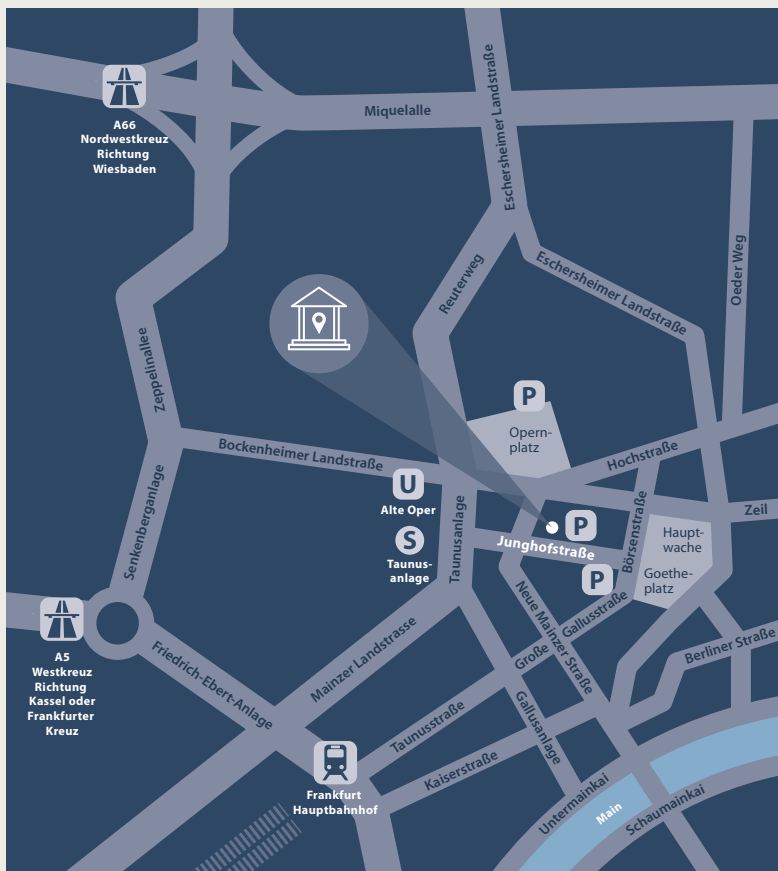 Miquelalle
A66
Nordwestkreuz
Richtung
Wiesbaden
Eschersheimer Landstraße
Reuterweg
Eschersheimer Landstraße
Oeder Weg
Zeppelinallee
P
Opern-
platz
Hochstraße
Bockenheimer Landstraße
U
Alte Oper
S
Taunus-
anlage
Taunusanlage
P
Junghofstraße
P
Börsenstraße
Zeil
Haupt-
wache
Goethe-
platz
Senkenberganlage
A5
Westkreuz
Richtung
Kassel oder
Frankfurter
Kreuz
Friedrich-Ebert-Anlage
Mainzer Landstrasse
Neue Mainzer Straße
Große Gallusstraße
Berliner Straße
Taunusstraße
Gallusanlage
Kaiserstraße
Frankfurt
Hauptbahnhof
Untermainkai
Main
Schaumainkai